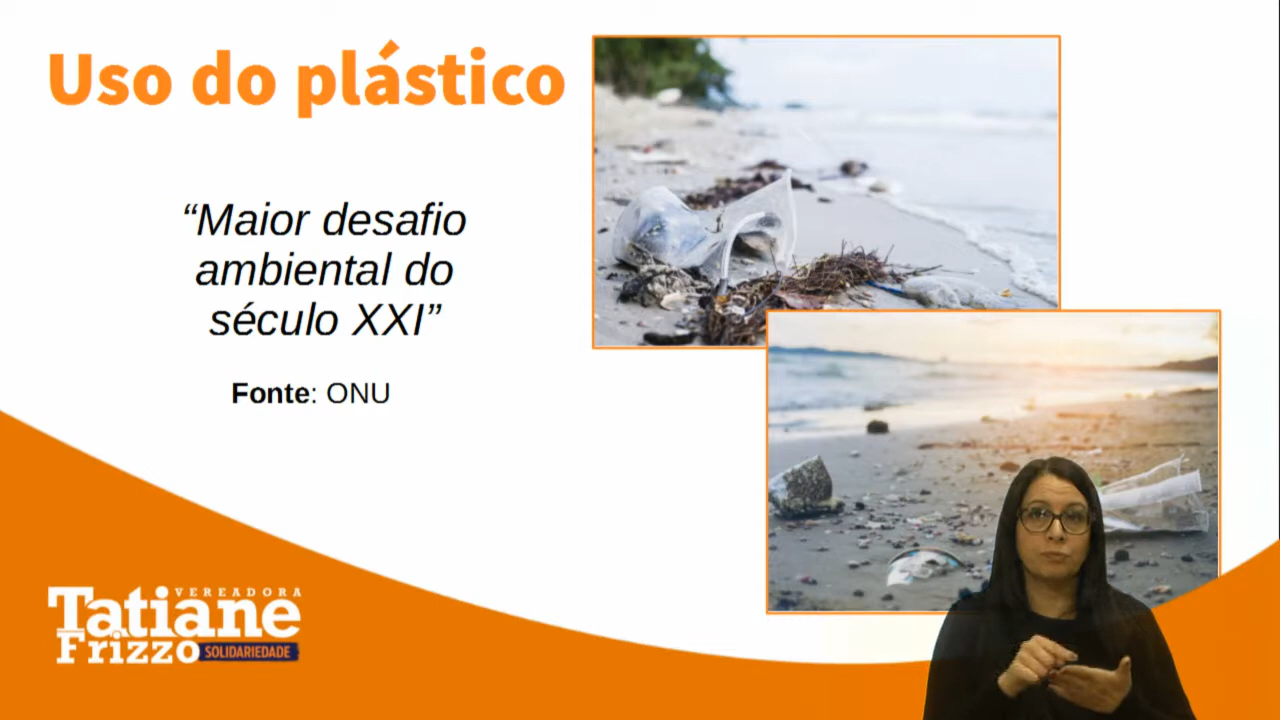 Uso do plástico
“Maior desafio
ambiental do
século XXI”
Fonte: ONU
VEREADORA
Tatiane
Frizzo SOLIDARIEDADE